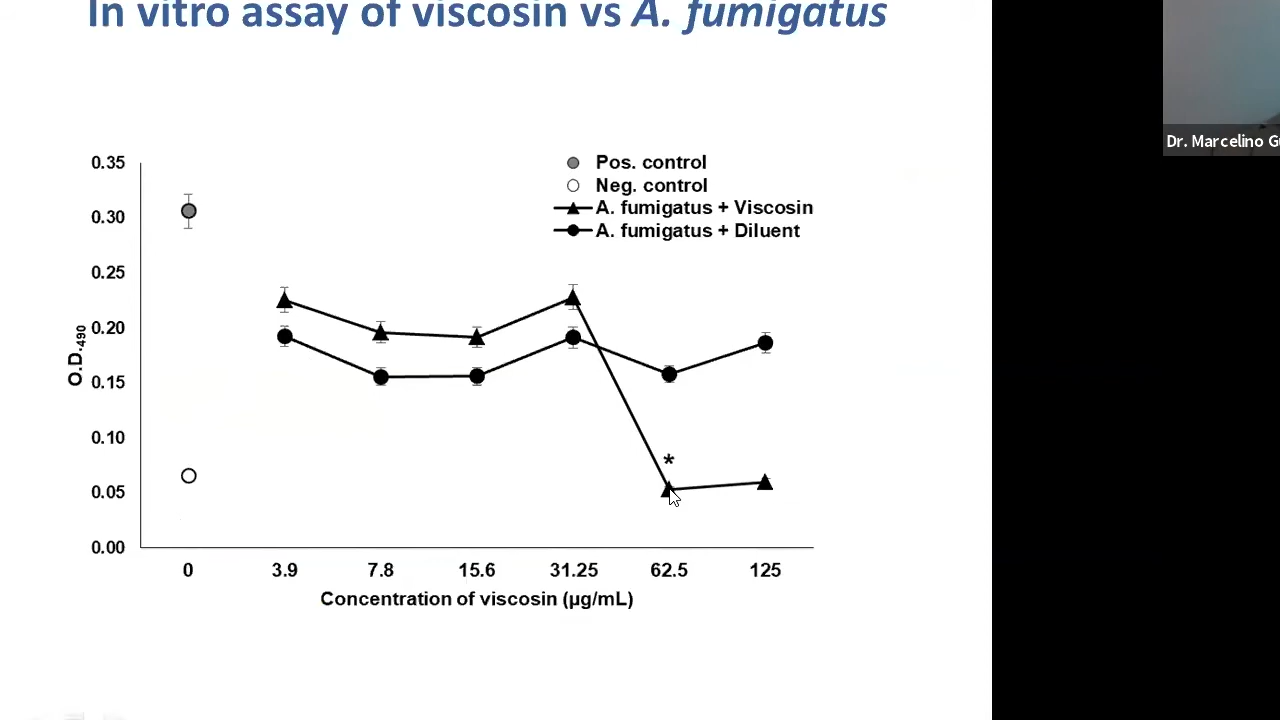 In vitro assay of viscosin vs A. fumigatus
Dr. Marcelino
Pos. control
Neg. control
A. fumigatus + Viscosin
A. fumigatus + Diluent
0.35
0.30
0.25
0.20
0.15
0.10
0.05
0.00
O.D.490
*
0 3.9 7.8 15.6 31.25 62.5 125
Concentration of viscosin (µg/mL)